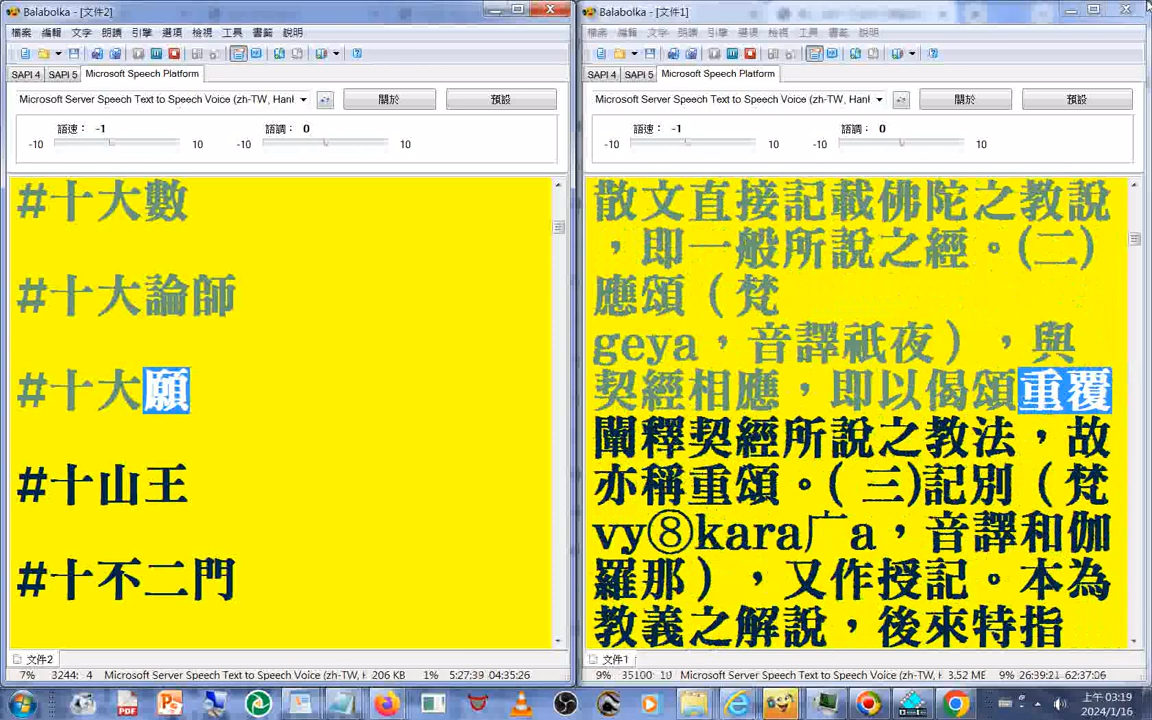 Balabolka - [文件2]
檔案 編輯 文字 朗讀 引擎 選項 檢視 工具 書籤 說明
SAPI 4 SAPI 5 Microsoft Speech Platform
Microsoft Server Speech Text to Speech Voice (zh-TW, Hanl
關於 預設
語速： -1 語調： 0
-10 10 -10 10
#十大數
#十大論師
#十大願
#十山王
#十不二門
文件2
7% 3244: 4 Microsoft Server Speech Text to Speech Voice (zh-TW, H 206 KB 1% 5:27:39 04:35:26
Balabolka - [文件1]
檔案 編輯 文字 朗讀 引擎 選項 檢視 工具 書籤 說明
SAPI 4 SAPI 5 Microsoft Speech Platform
Microsoft Server Speech Text to Speech Voice (zh-TW, Hanl
關於 預設
語速： -1 語調： 0
-10 10 -10 10
散文直接記載佛陀之教說
，即一般所說之經。(二)
應頌（梵
geya，音譯祇夜），與
契經相應，即以偈頌重覆
闡釋契經所說之教法，故
亦稱重頌。( 三)記別（梵
vy⑧kara⺁a，音譯和伽
羅那），又作授記。本為
教義之解說，後來特指
文件1
9% 35100: 10 Microsoft Server Speech Text to Speech Voice (zh-TW, H 3.52 ME 9% 26:39:21 62:37:06
PDF
上午 03:19
2024/1/16